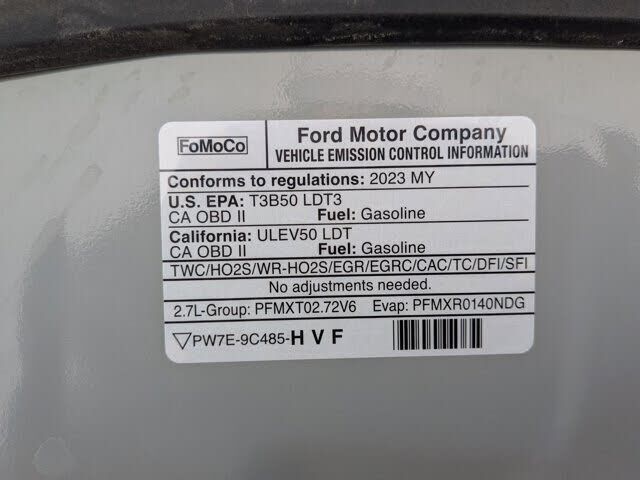 FoMoCo
Ford Motor Company
VEHICLE EMISSION CONTROL INFORMATION
Conforms to regulations: 2023 MY
U.S. EPA: T3B50 LDT3
CA OBD II Fuel: Gasoline
California: ULEV50 LDT
CA OBD II Fuel: Gasoline
TWC/HO2S/WR-HO2S/EGR/EGRC/CAC/TC/DFI/SFI
No adjustments needed.
2.7L-Group: PFMXT02.72V6 Evap: PFMXR0140NDG
PW7E-9C485-H V F